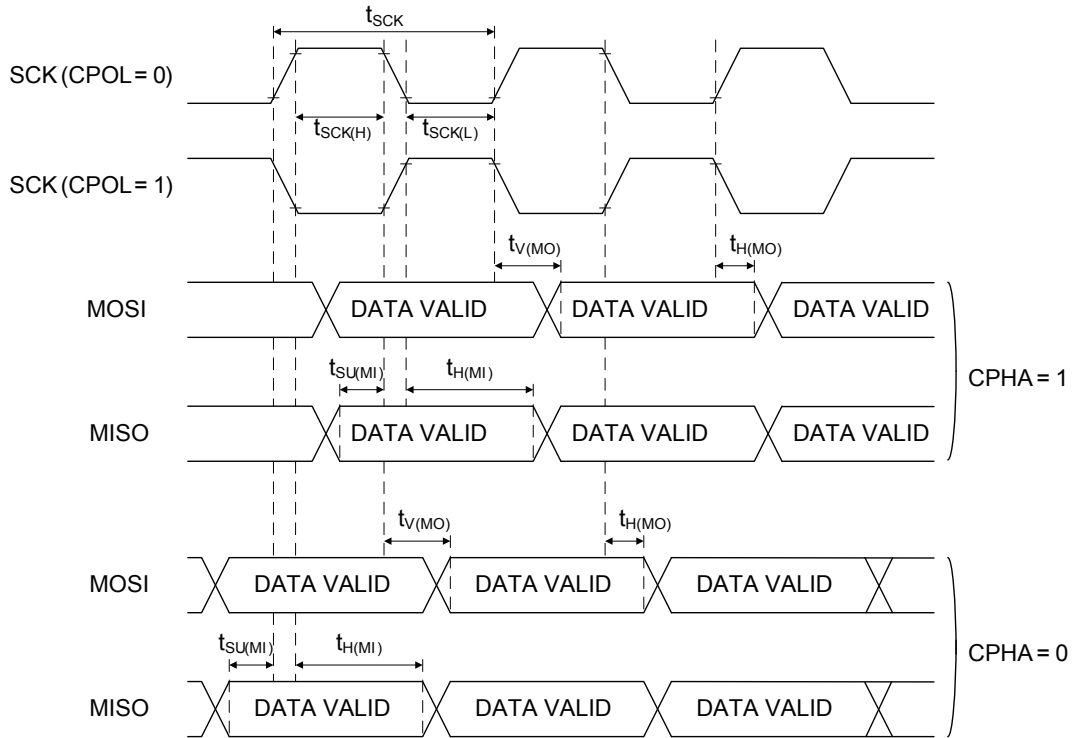 tSCK
SCK (CPOL = 0)
tSCK(H) tSCK(L)
SCK (CPOL = 1)
tV(MO) tH(MO)
MOSI DATA VALID DATA VALID DATA VALID
tSU(MI) tH(MI)
CPHA = 1
MISO DATA VALID DATA VALID DATA VALID
tV(MO) tH(MO)
MOSI DATA VALID DATA VALID DATA VALID
tSU(MI) tH(MI)
CPHA = 0
MISO DATA VALID DATA VALID DATA VALID